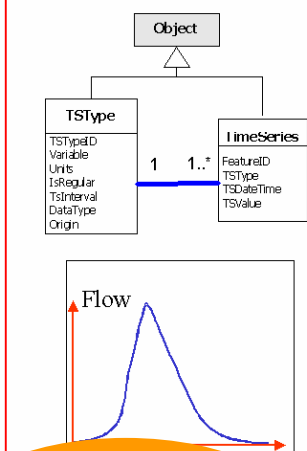 Object
TSType
TSTypeID
Variable
Units
IsRegular
TsInterval
DataType
Origin
1
1..*
TimeSeries
FeatureID
TSType
TSDateTime
TSValue
Flow